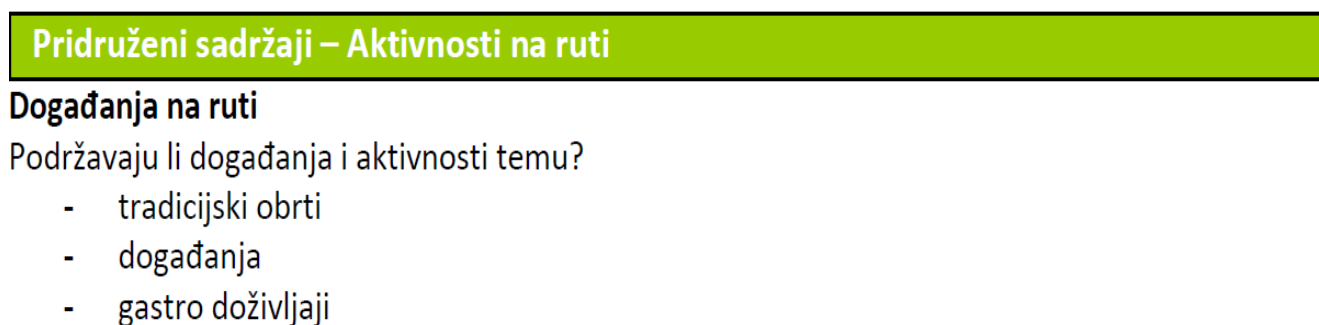 Pridruženi sadržaji – Aktivnosti na ruti
Događanja na ruti
Podržavaju li događanja i aktivnosti temu?
- tradicijski obrti
- događanja
- gastro doživljaji